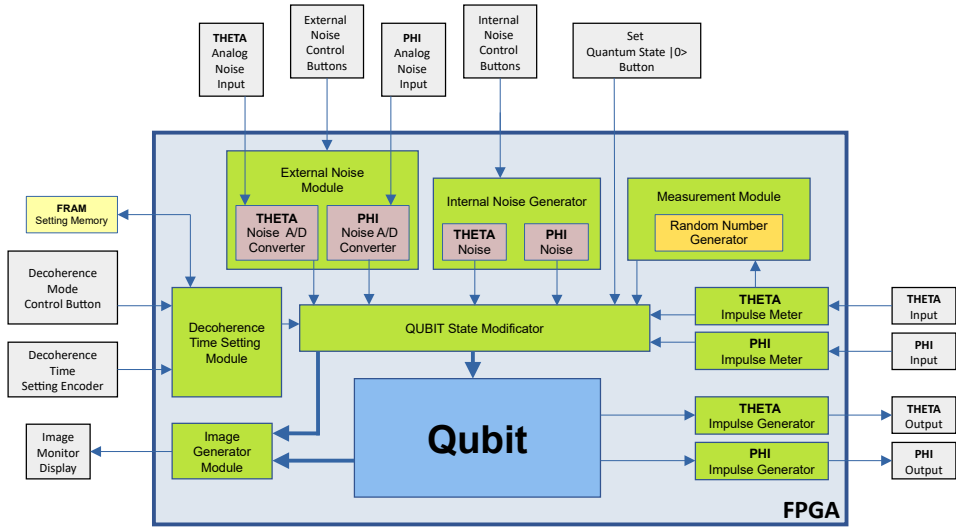 THETA
Analog
Noise
Input
External
Noise
Control
Buttons
PHI
Analog
Noise
Input
Internal
Noise
Control
Buttons
Set
Quantum State |0>
Button
External Noise
Module
THETA
Noise A/D
Converter
PHI
Noise A/D
Converter
Internal Noise Generator
THETA
Noise
PHI
Noise
Measurement Module
Random Number
Generator
FRAM
Setting Memory
Decoherence
Mode
Control Button
Decoherence
Time
Setting Encoder
Decoherence
Time Setting
Module
QUBIT State Modificator
THETA
Impulse Meter
THETA
Input
PHI
Impulse Meter
PHI
Input
Image
Monitor
Display
Image
Generator
Module
Qubit
THETA
Impulse Generator
THETA
Output
PHI
Impulse Generator
PHI
Output
FPGA